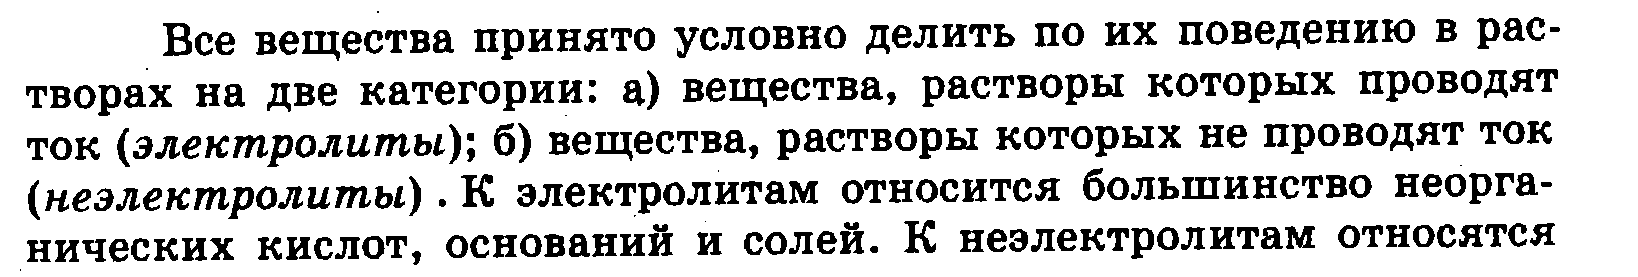 Все вещества принято условно делить по их поведению в рас-
творах на две категории: а) вещества, растворы которых проводят
ток (электролиты); б) вещества, растворы которых не проводят ток
(неэлектролиты) . К электролитам относится большинство неорга-
нических кислот, оснований и солей. К неэлектролитам относятся